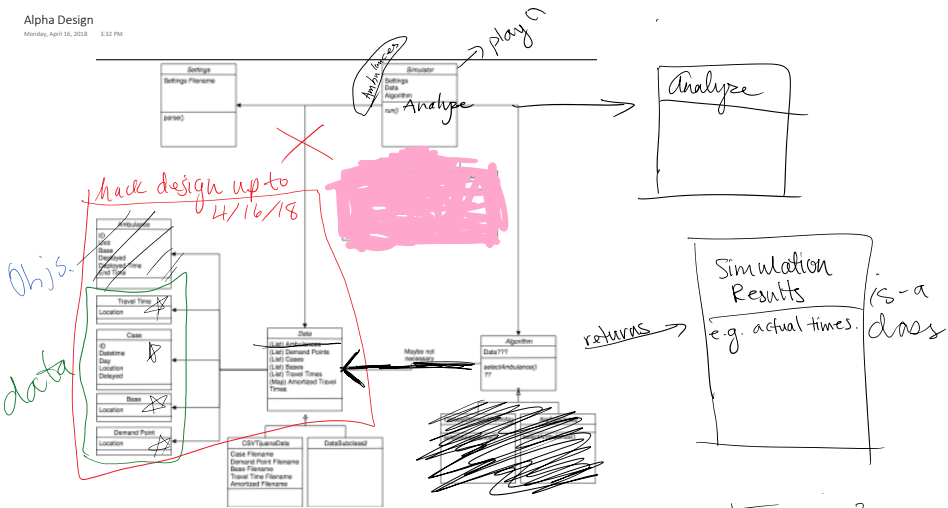 Alpha Design
Monday, April 16, 2018 3:32 PM
Ambulances
play
Settings
Settings Filename
parse()
Simulator
Settings
Data
Algorithm
run()
Analyze
Analyze
hack design up to
4/16/18
Objs.
Ambulance
ID
Unit
Base
Deployed
Deployed Time
End Time
data
Travel Time
Location
Case
ID
Datetime
Day
Location
Delayed
Base
Location
Demand Point
Location
Data
(List) Ambulances
(List) Demand Points
(List) Cases
(List) Bases
(List) Travel Times
(Map) Amortized Travel
Times
Maybe not
necessary
Algorithm
Data???
selectAmbulance()
??
returns
Simulation
Results
e.g. actual times.
is-a
class
CSVTijuanaData
Case Filename
Demand Point Filename
Base Filename
Travel Time Filename
Amortized Filename
DataSubclass2